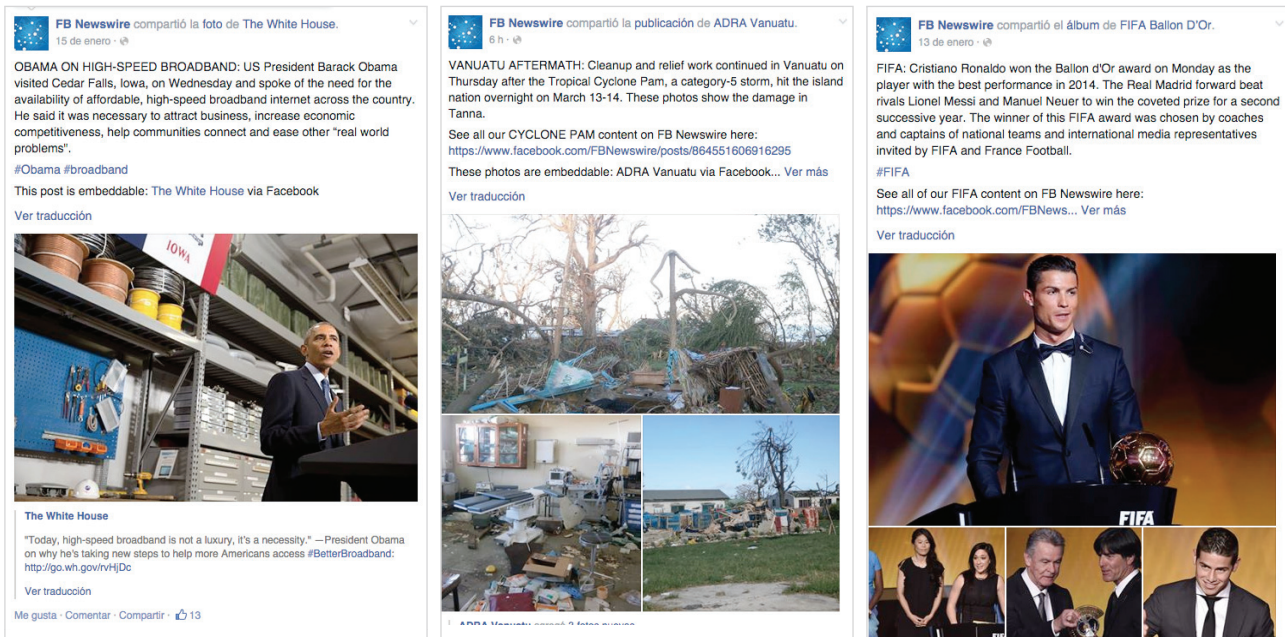 FB Newswire compartió la foto de The White House.
15 de enero ·
OBAMA ON HIGH-SPEED BROADBAND: US President Barack Obama
visited Cedar Falls, Iowa, on Wednesday and spoke of the need for the
availability of affordable, high-speed broadband internet across the country.
He said it was necessary to attract business, increase economic
competitiveness, help communities connect and ease other "real world
problems".
#Obama #broadband
This post is embeddable: The White House via Facebook
Ver traducción
IOWA
The White House
"Today, high-speed broadband is not a luxury, it's a necessity." —President Obama
on why he's taking new steps to help more Americans access #BetterBroadband:
http://go.wh.gov/rvHjDc
Ver traducción
Me gusta · Comentar · Compartir · 13
FB Newswire compartió la publicación de ADRA Vanuatu.
6 h ·
VANUATU AFTERMATH: Cleanup and relief work continued in Vanuatu on
Thursday after the Tropical Cyclone Pam, a category-5 storm, hit the island
nation overnight on March 13-14. These photos show the damage in
Tanna.
See all our CYCLONE PAM content on FB Newswire here:
https://www.facebook.com/FBNewswire/posts/864551606916295
These photos are embeddable: ADRA Vanuatu via Facebook... Ver más
Ver traducción
ADRA Vanuatu agregó 3 fotos nuevas
FB Newswire compartió el álbum de FIFA Ballon D'Or.
13 de enero ·
FIFA: Cristiano Ronaldo won the Ballon d'Or award on Monday as the
player with the best performance in 2014. The Real Madrid forward beat
rivals Lionel Messi and Manuel Neuer to win the coveted prize for a second
successive year. The winner of this FIFA award was chosen by coaches
and captains of national teams and international media representatives
invited by FIFA and France Football.
#FIFA
See all of our FIFA content on FB Newswire here:
https://www.facebook.com/FBNews... Ver más
Ver traducción
FIFA
FIF